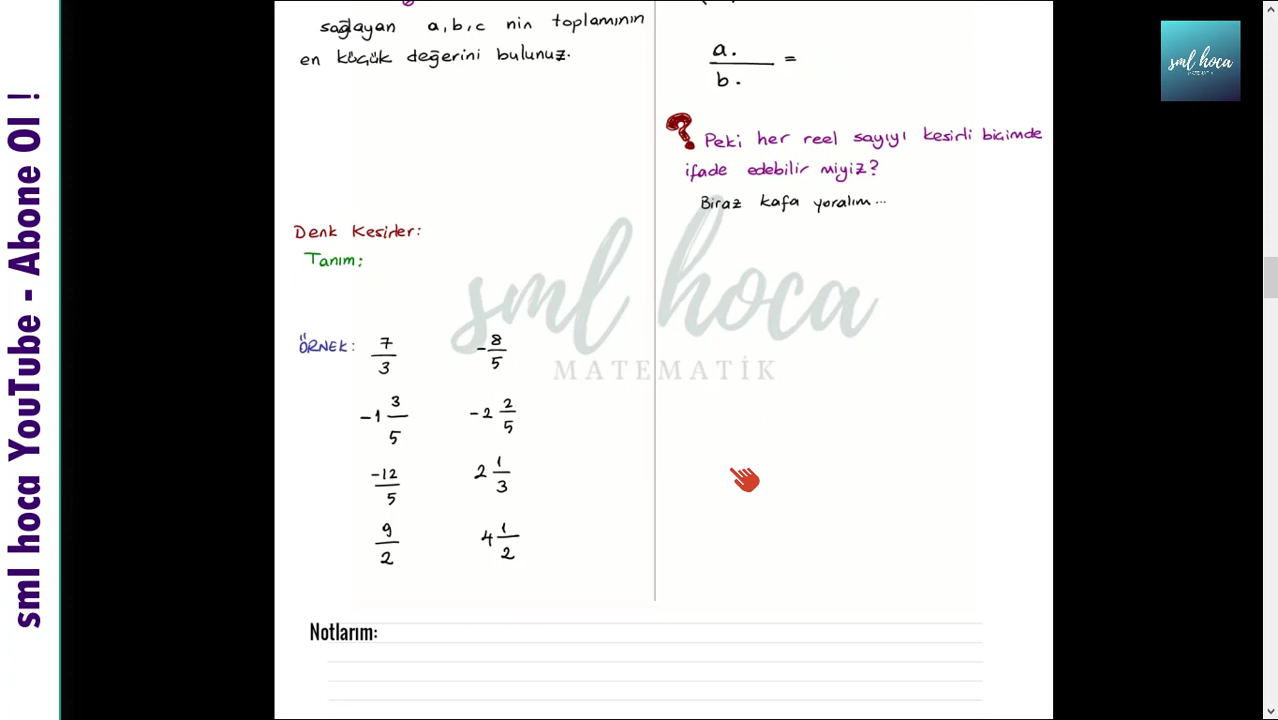 sml hoca YouTube - Abone Ol !
sağlayan a, b, c nin toplamının
en küçük değerini bulunuz.
Denk Kesirler:
Tanım:
ÖRNEK: 7/3 -8/5
-1 3/5 -2 2/5
-12/5 2 1/3
9/2 4 1/2
a. / b. =
? Peki her reel sayıyı kesirli biçimde
ifade edebilir miyiz?
Biraz kafa yoralım...
sml hoca
MATEMATİK
Notlarım:
sml hoca